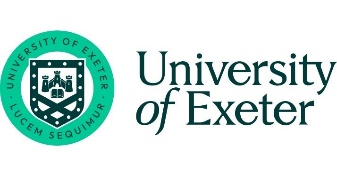 UNIVERSITY OF EXETER
LUCEM SEQUIMUR
University
of Exeter